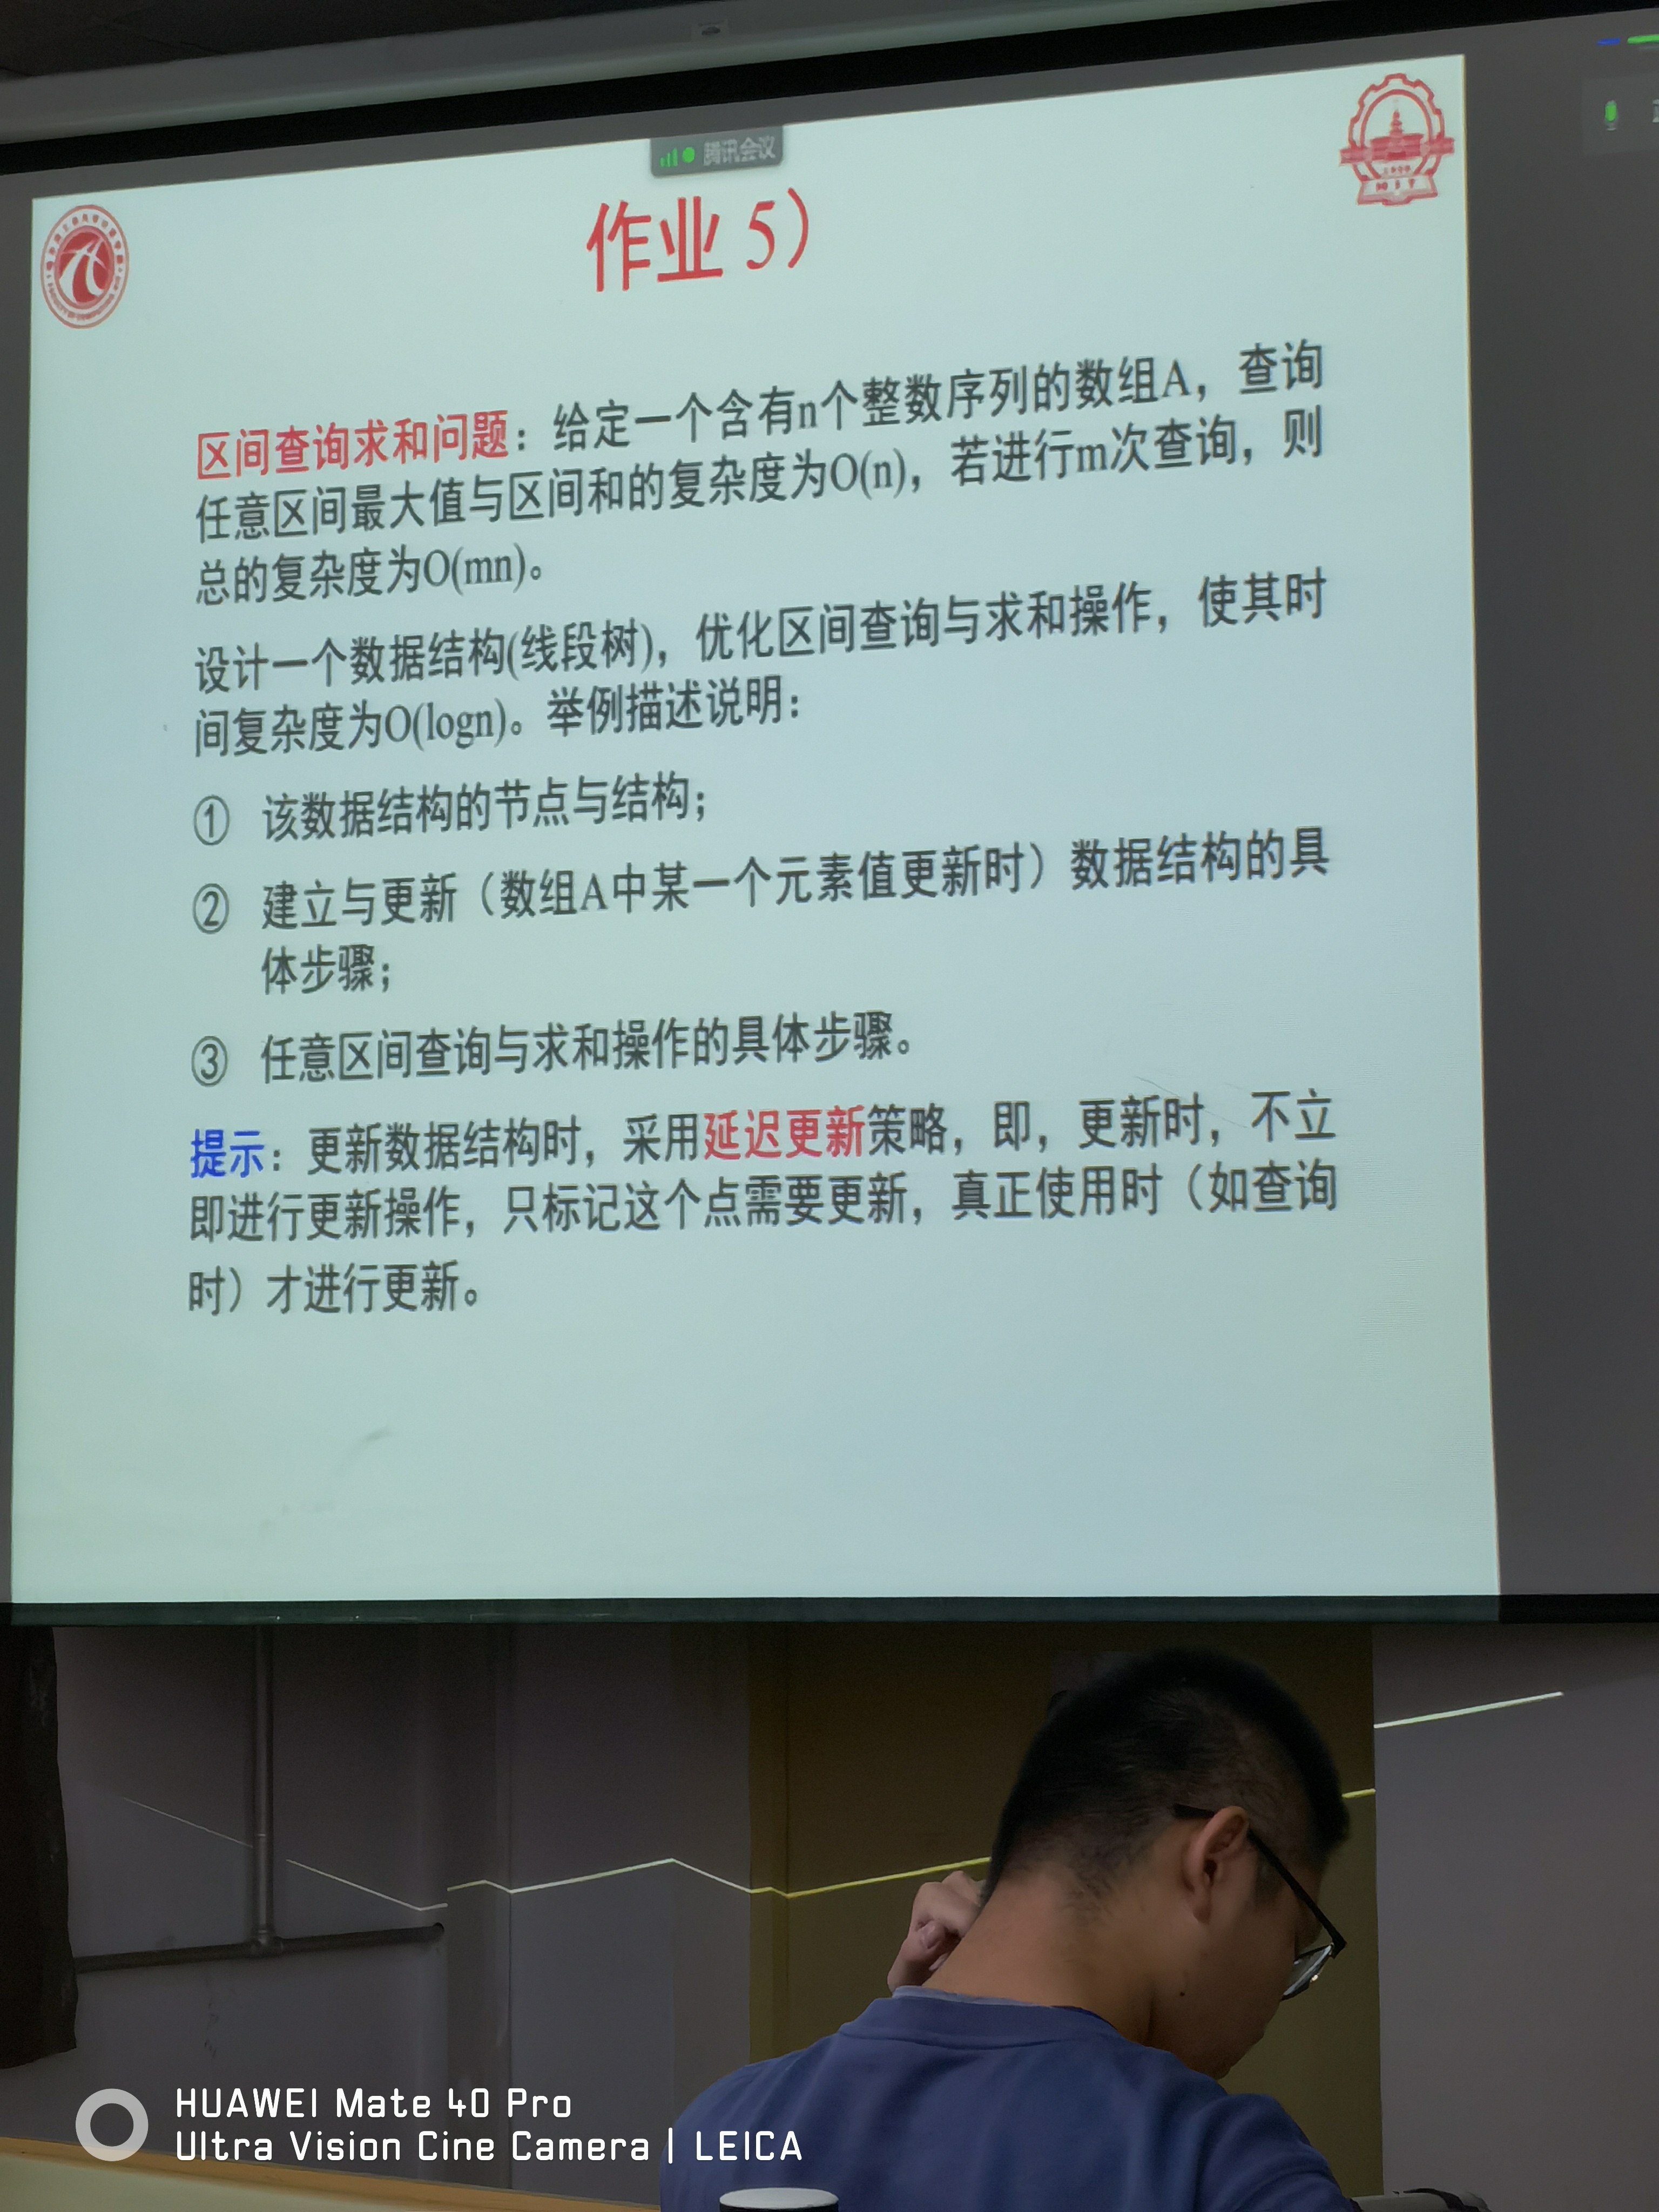 腾讯会议
作业 5）
区间查询求和问题：给定一个含有n个整数序列的数组A，查询
任意区间最大值与区间和的复杂度为O(n)，若进行m次查询，则
总的复杂度为O(mn)。
设计一个数据结构(线段树)，优化区间查询与求和操作，使其时
间复杂度为O(logn)。举例描述说明：
① 该数据结构的节点与结构；
② 建立与更新（数组A中某一个元素值更新时）数据结构的具
体步骤；
③ 任意区间查询与求和操作的具体步骤。
提示：更新数据结构时，采用延迟更新策略，即，更新时，不立
即进行更新操作，只标记这个点需要更新，真正使用时（如查询
时）才进行更新。
HUAWEI Mate 40 Pro
Ultra Vision Cine Camera | LEICA